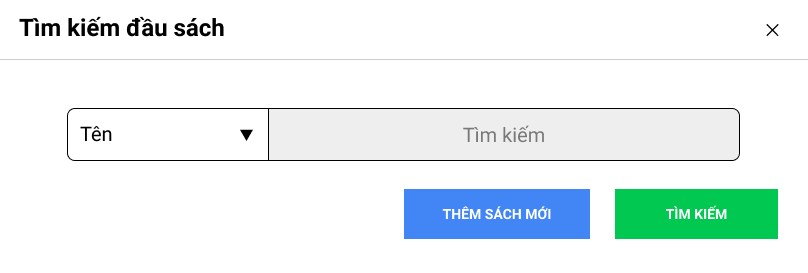 Tìm kiếm đầu sách
Tên
Tìm kiếm
THÊM SÁCH MỚI
TÌM KIẾM